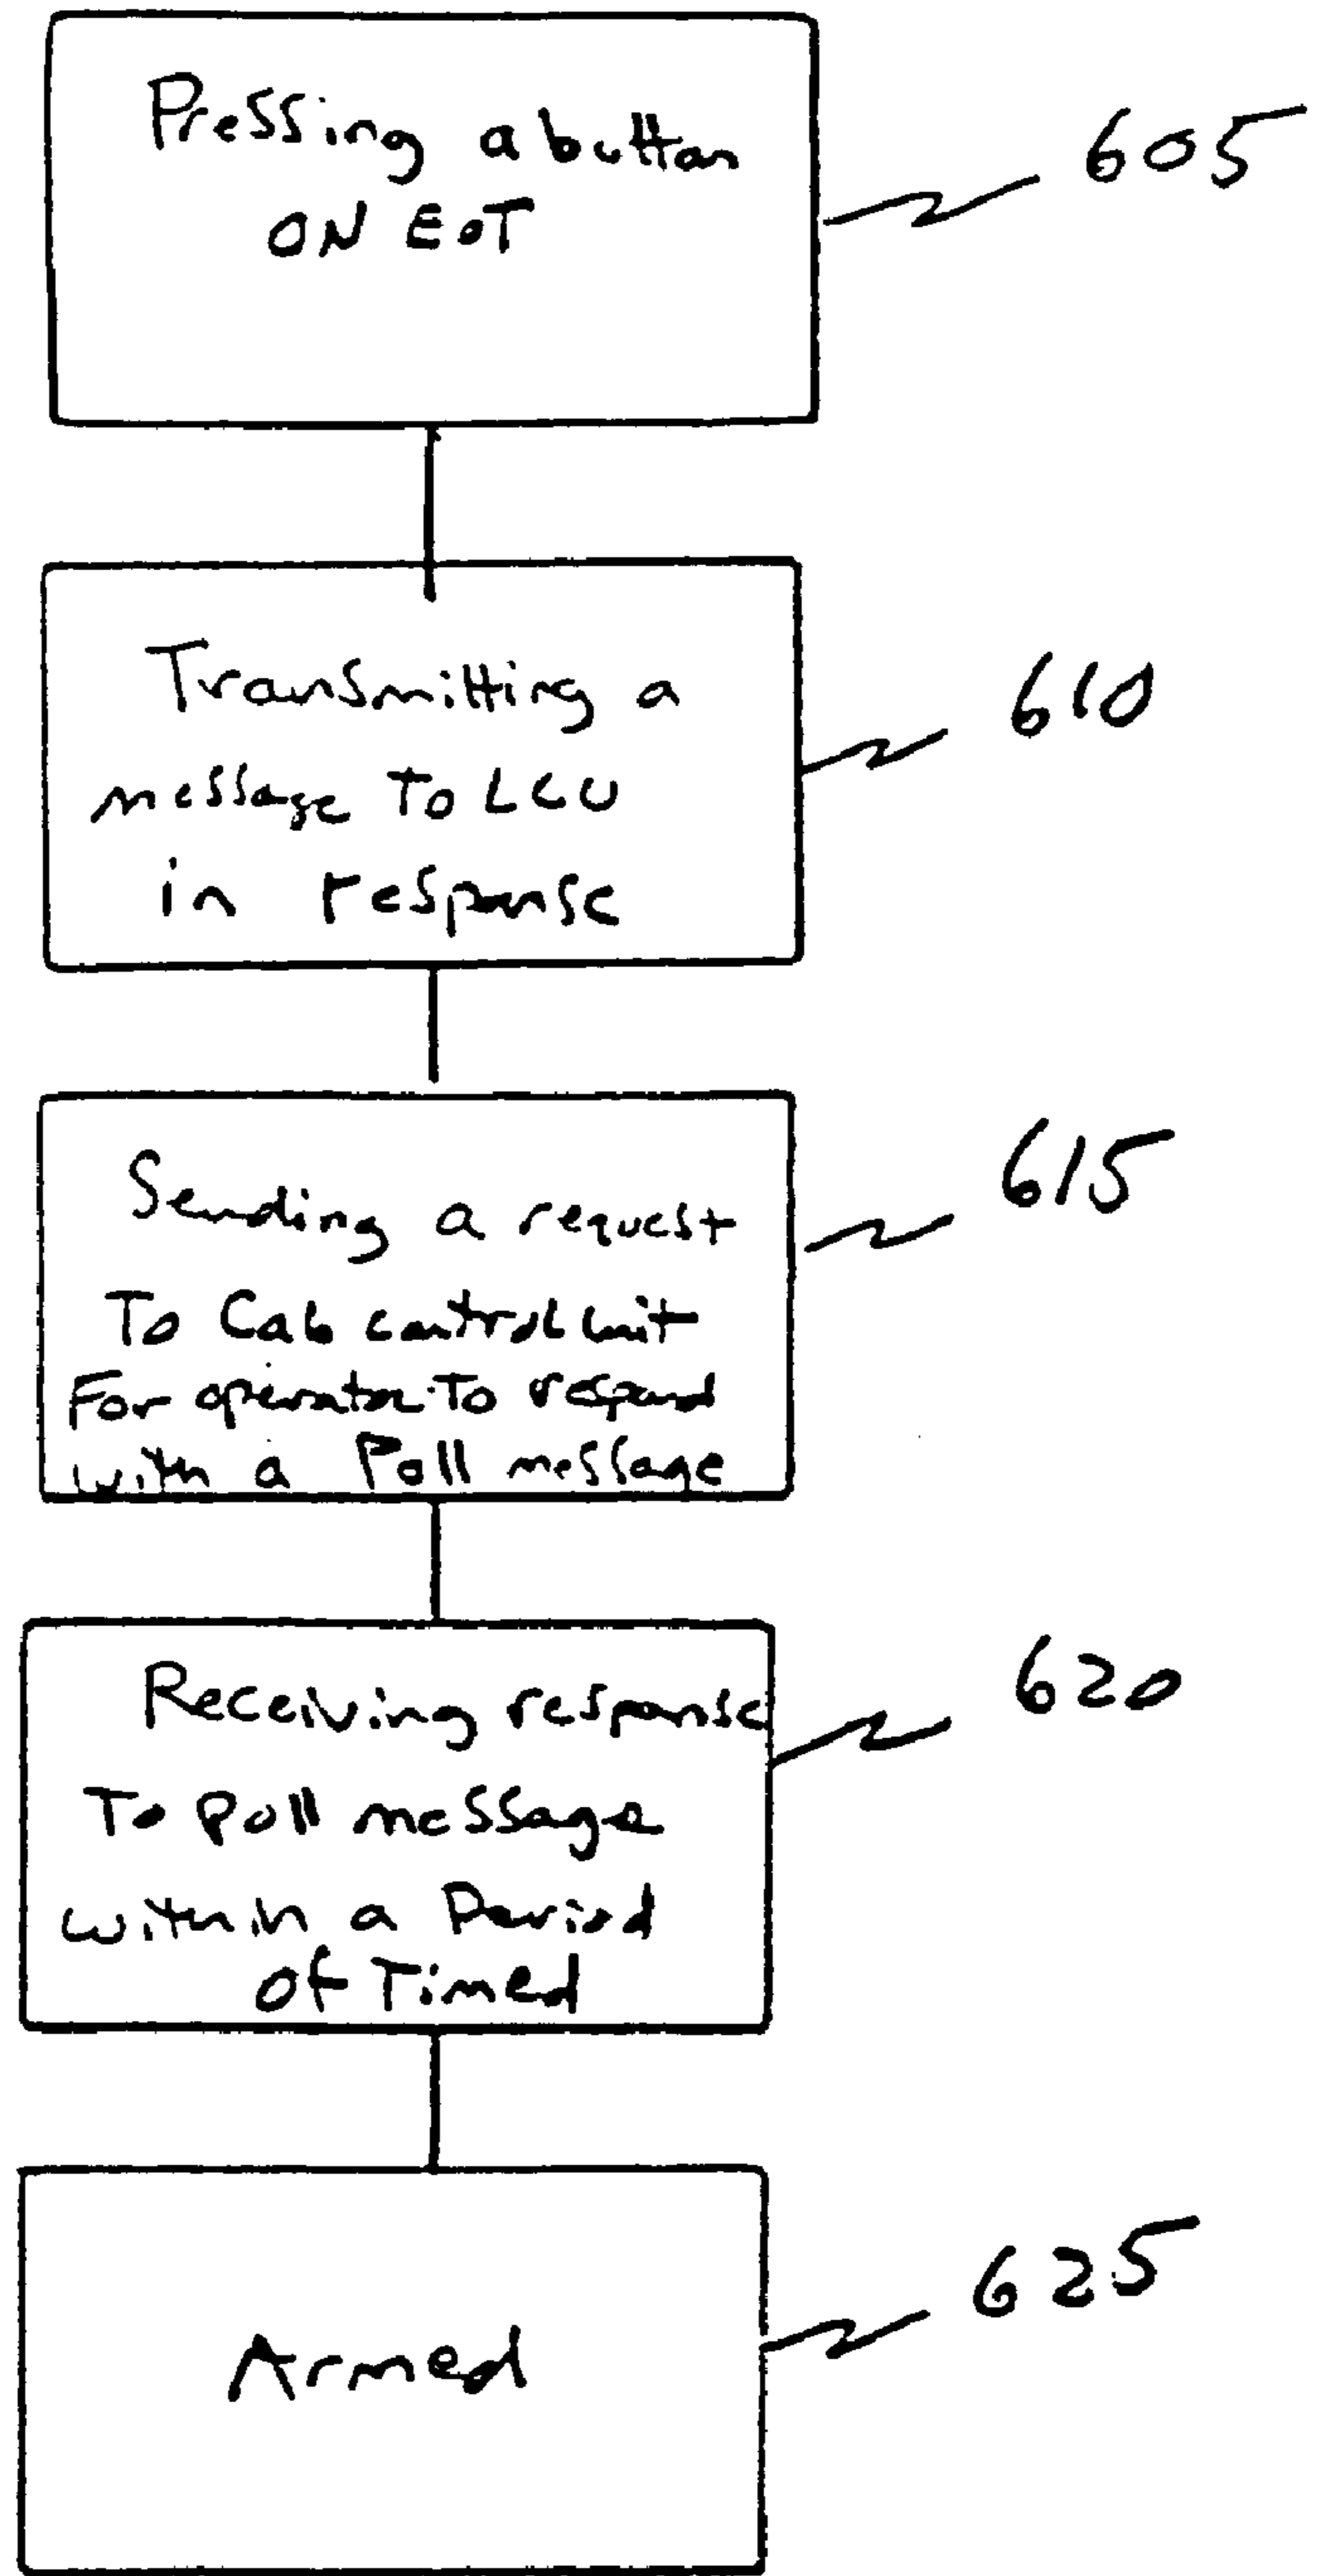 Pressing a button
ON EOT
605
Transmitting a
message To LCU
in response
610
Sending a request
To Cab control unit
For operator To respond
with a Poll message
615
Receiving response
To Poll message
within a Period
of Timed
620
Armed
625